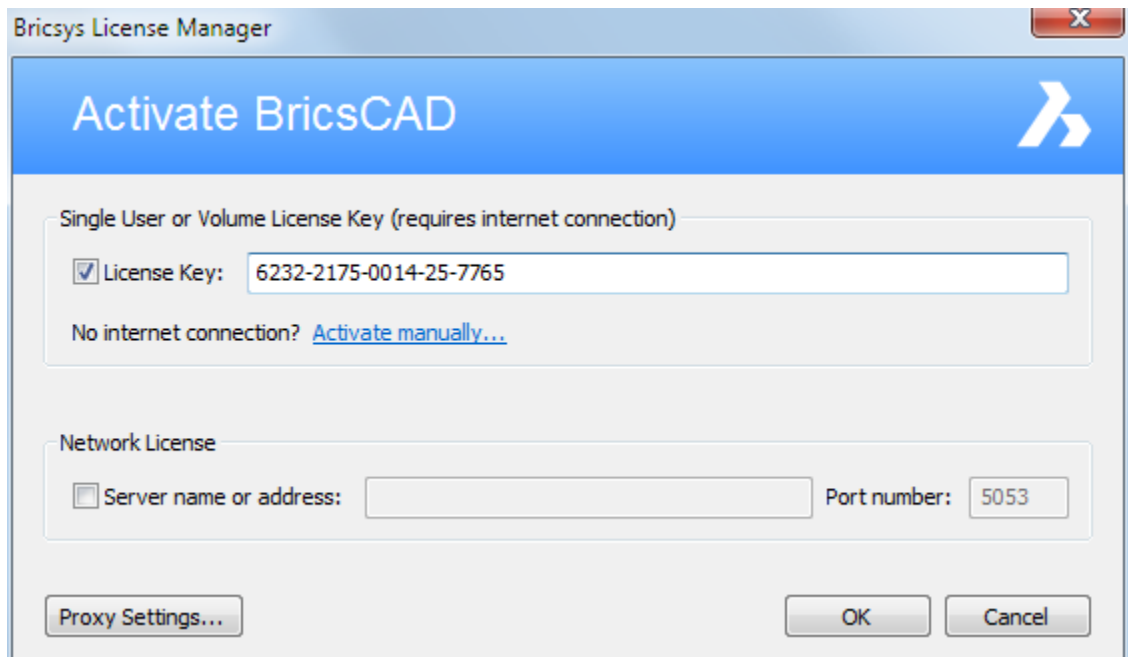 Bricsys License Manager
Activate BricsCAD
Single User or Volume License Key (requires internet connection)
License Key: 6232-2175-0014-25-7765
No internet connection? Activate manually...
Network License
Server name or address: Port number: 5053
Proxy Settings... OK Cancel